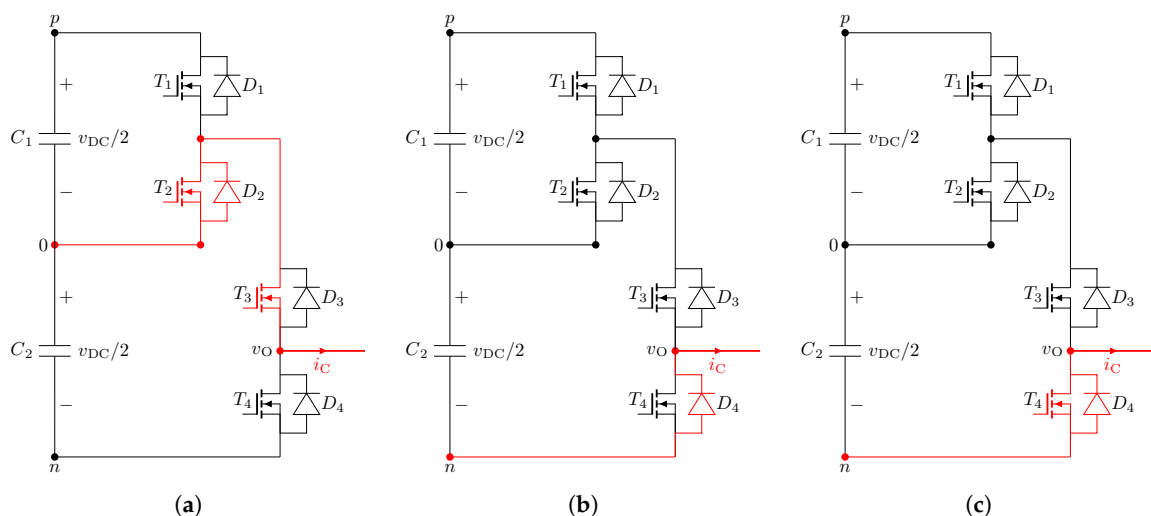 p
T1
D1
+
C1
vDC/2
−
T2
D2
0
+
T3
D3
C2
vDC/2
vO
iC
−
T4
D4
n
(a)
p
T1
D1
+
C1
vDC/2
−
T2
D2
0
+
T3
D3
C2
vDC/2
vO
iC
−
T4
D4
n
(b)
p
T1
D1
+
C1
vDC/2
−
T2
D2
0
+
T3
D3
C2
vDC/2
vO
iC
−
T4
D4
n
(c)